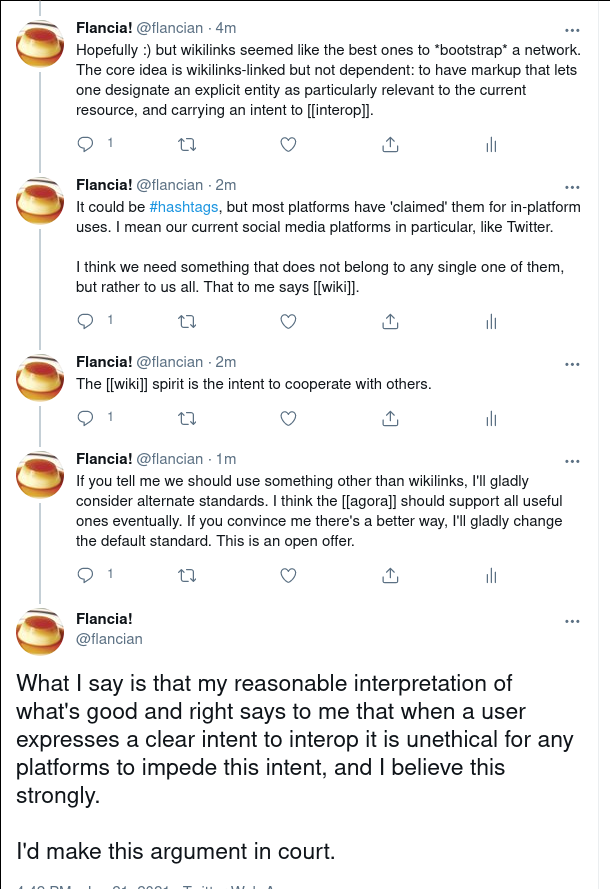 Flancia! @flancian · 4m
Hopefully :) but wikilinks seemed like the best ones to *bootstrap* a network.
The core idea is wikilinks-linked but not dependent: to have markup that lets
one designate an explicit entity as particularly relevant to the current
resource, and carrying an intent to [[interop]].
1
Flancia! @flancian · 2m
It could be #hashtags, but most platforms have 'claimed' them for in-platform
uses. I mean our current social media platforms in particular, like Twitter.
I think we need something that does not belong to any single one of them,
but rather to us all. That to me says [[wiki]].
1
Flancia! @flancian · 2m
The [[wiki]] spirit is the intent to cooperate with others.
1
Flancia! @flancian · 1m
If you tell me we should use something other than wikilinks, I'll gladly
consider alternate standards. I think the [[agora]] should support all useful
ones eventually. If you convince me there's a better way, I'll gladly change
the default standard. This is an open offer.
1
Flancia!
@flancian
What I say is that my reasonable interpretation of
what's good and right says to me that when a user
expresses a clear intent to interop it is unethical for any
platforms to impede this intent, and I believe this
strongly.
I'd make this argument in court.